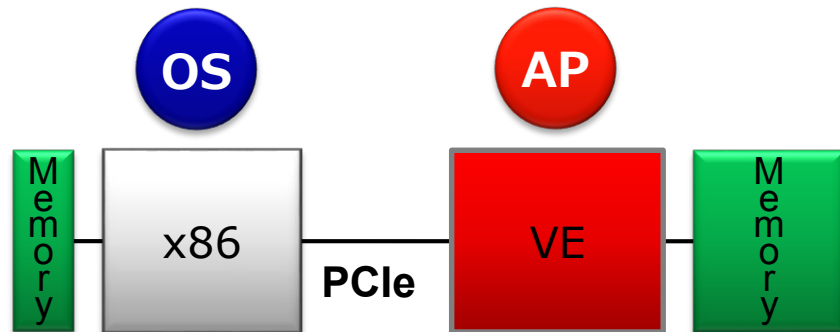 OS
AP
Memory
x86
PCIe
VE
Memory